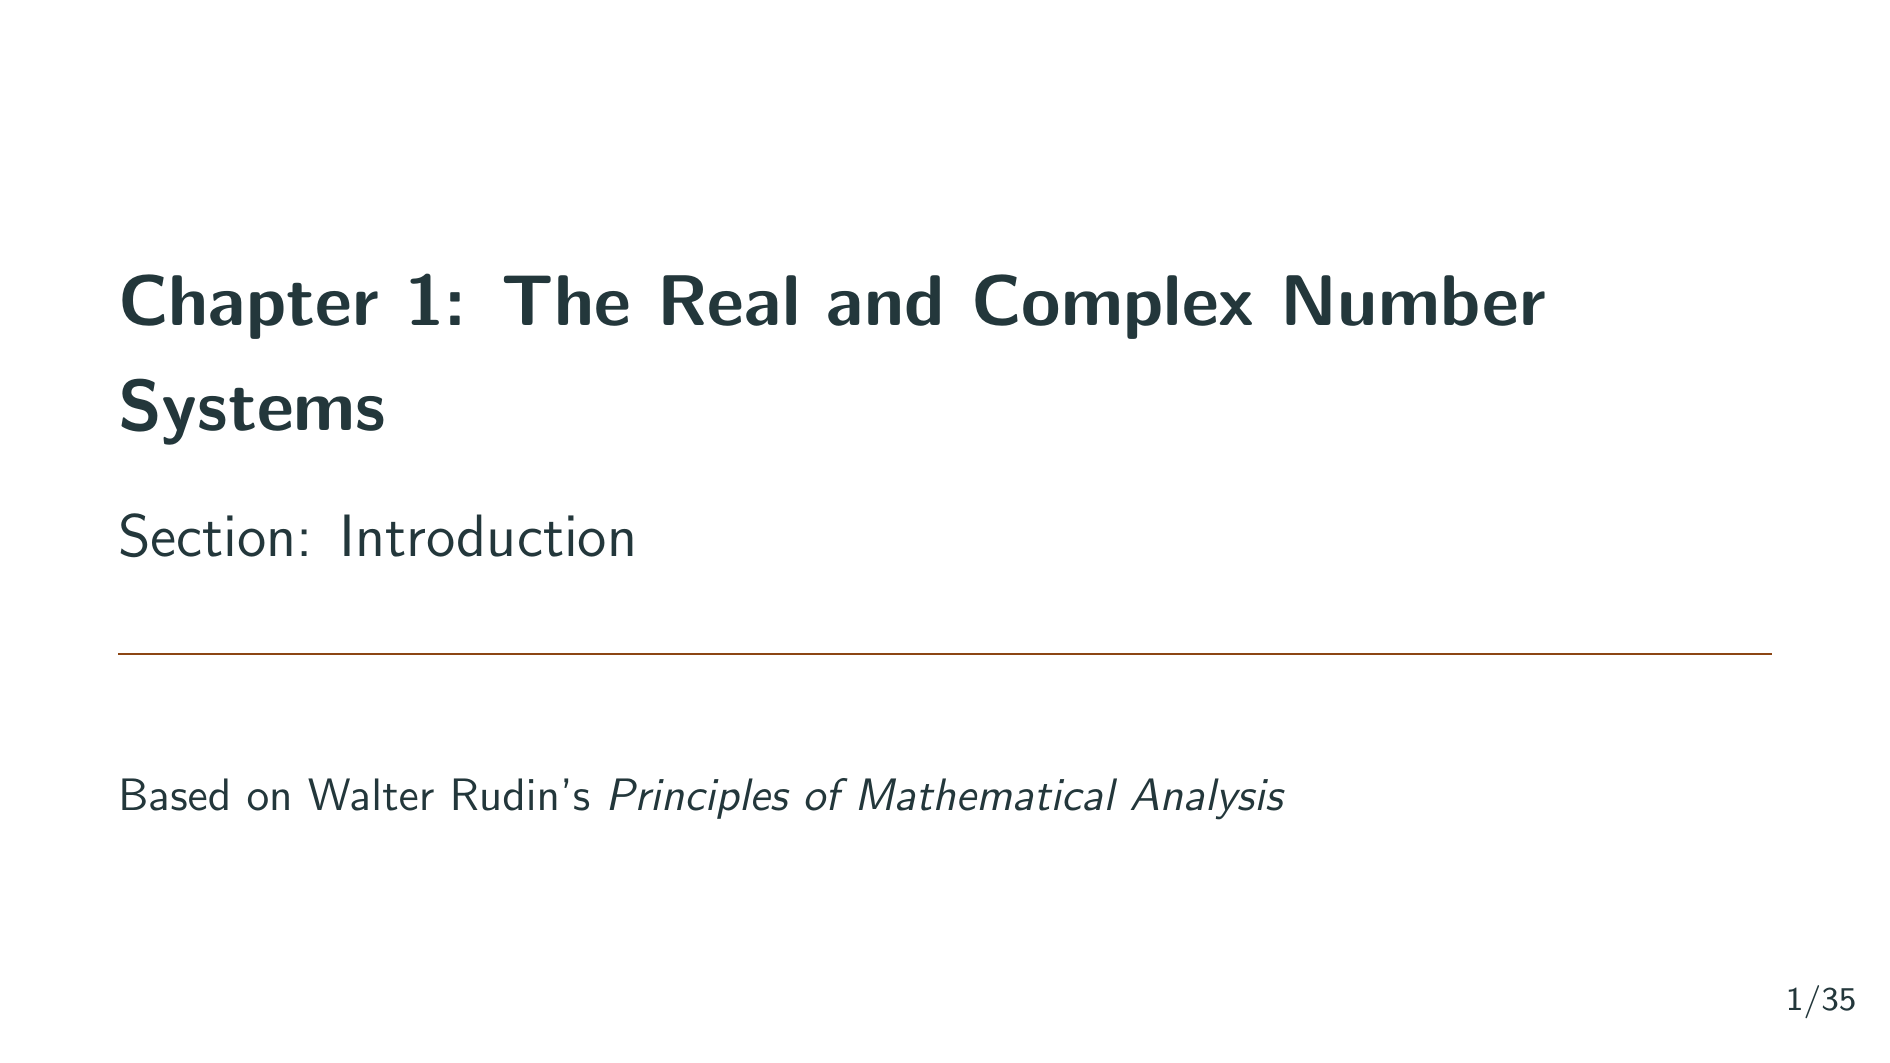 Chapter 1: The Real and Complex Number
Systems
Section: Introduction
Based on Walter Rudin's Principles of Mathematical Analysis
1/35